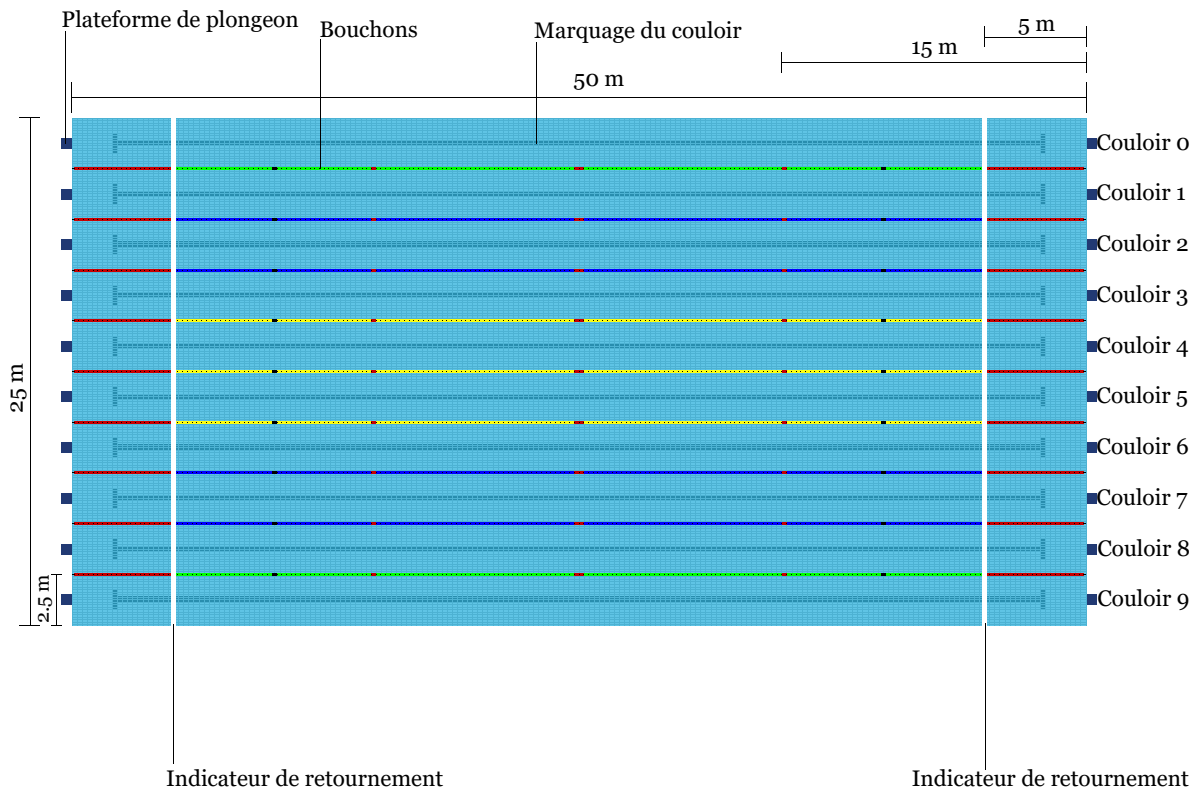 Plateforme de plongeon
Bouchons
Marquage du couloir
5 m
15 m
50 m
Couloir 0
Couloir 1
Couloir 2
Couloir 3
Couloir 4
Couloir 5
Couloir 6
Couloir 7
Couloir 8
Couloir 9
25 m
2.5 m
Indicateur de retournement
Indicateur de retournement